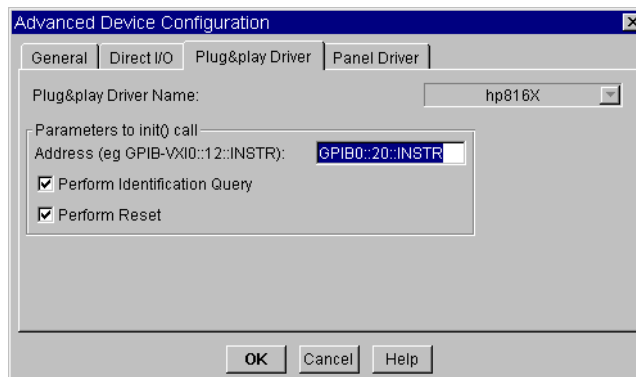 Advanced Device Configuration
General Direct I/O Plug&play Driver Panel Driver
Plug&play Driver Name: hp816X
Parameters to init() call
Address (eg GPIB-VXI0::12::INSTR): GPIB0::20::INSTR
Perform Identification Query
Perform Reset
OK Cancel Help